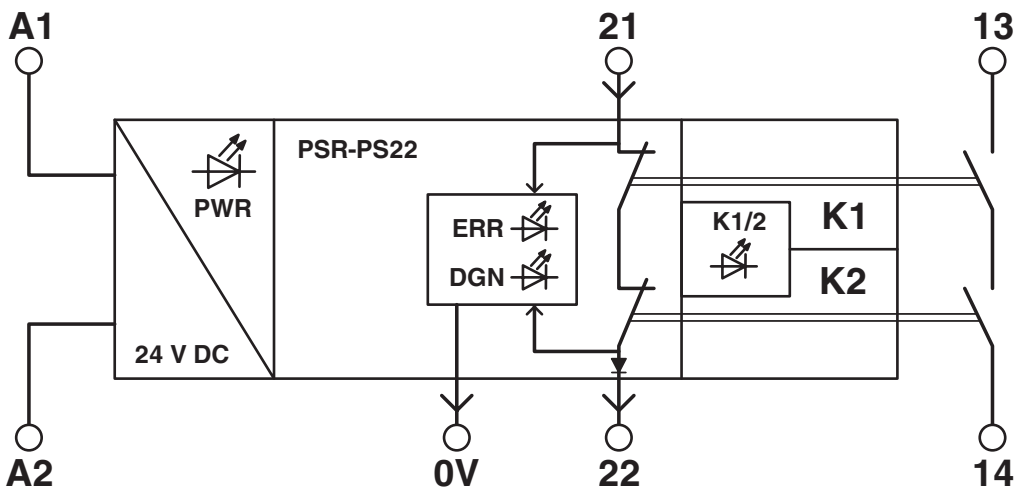 A1
21
13
PSR-PS22
PWR
ERR
DGN
K1/2
K1
K2
24 V DC
A2
0V
22
14